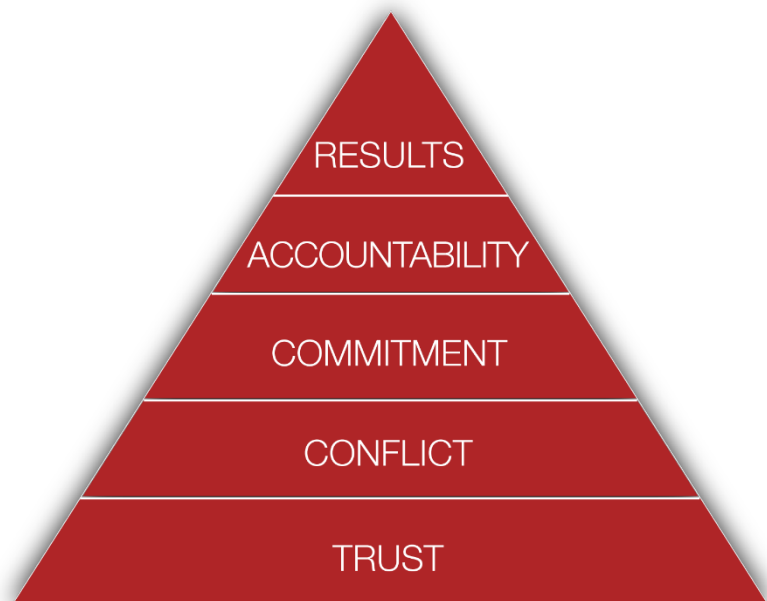 RESULTS
ACCOUNTABILITY
COMMITMENT
CONFLICT
TRUST